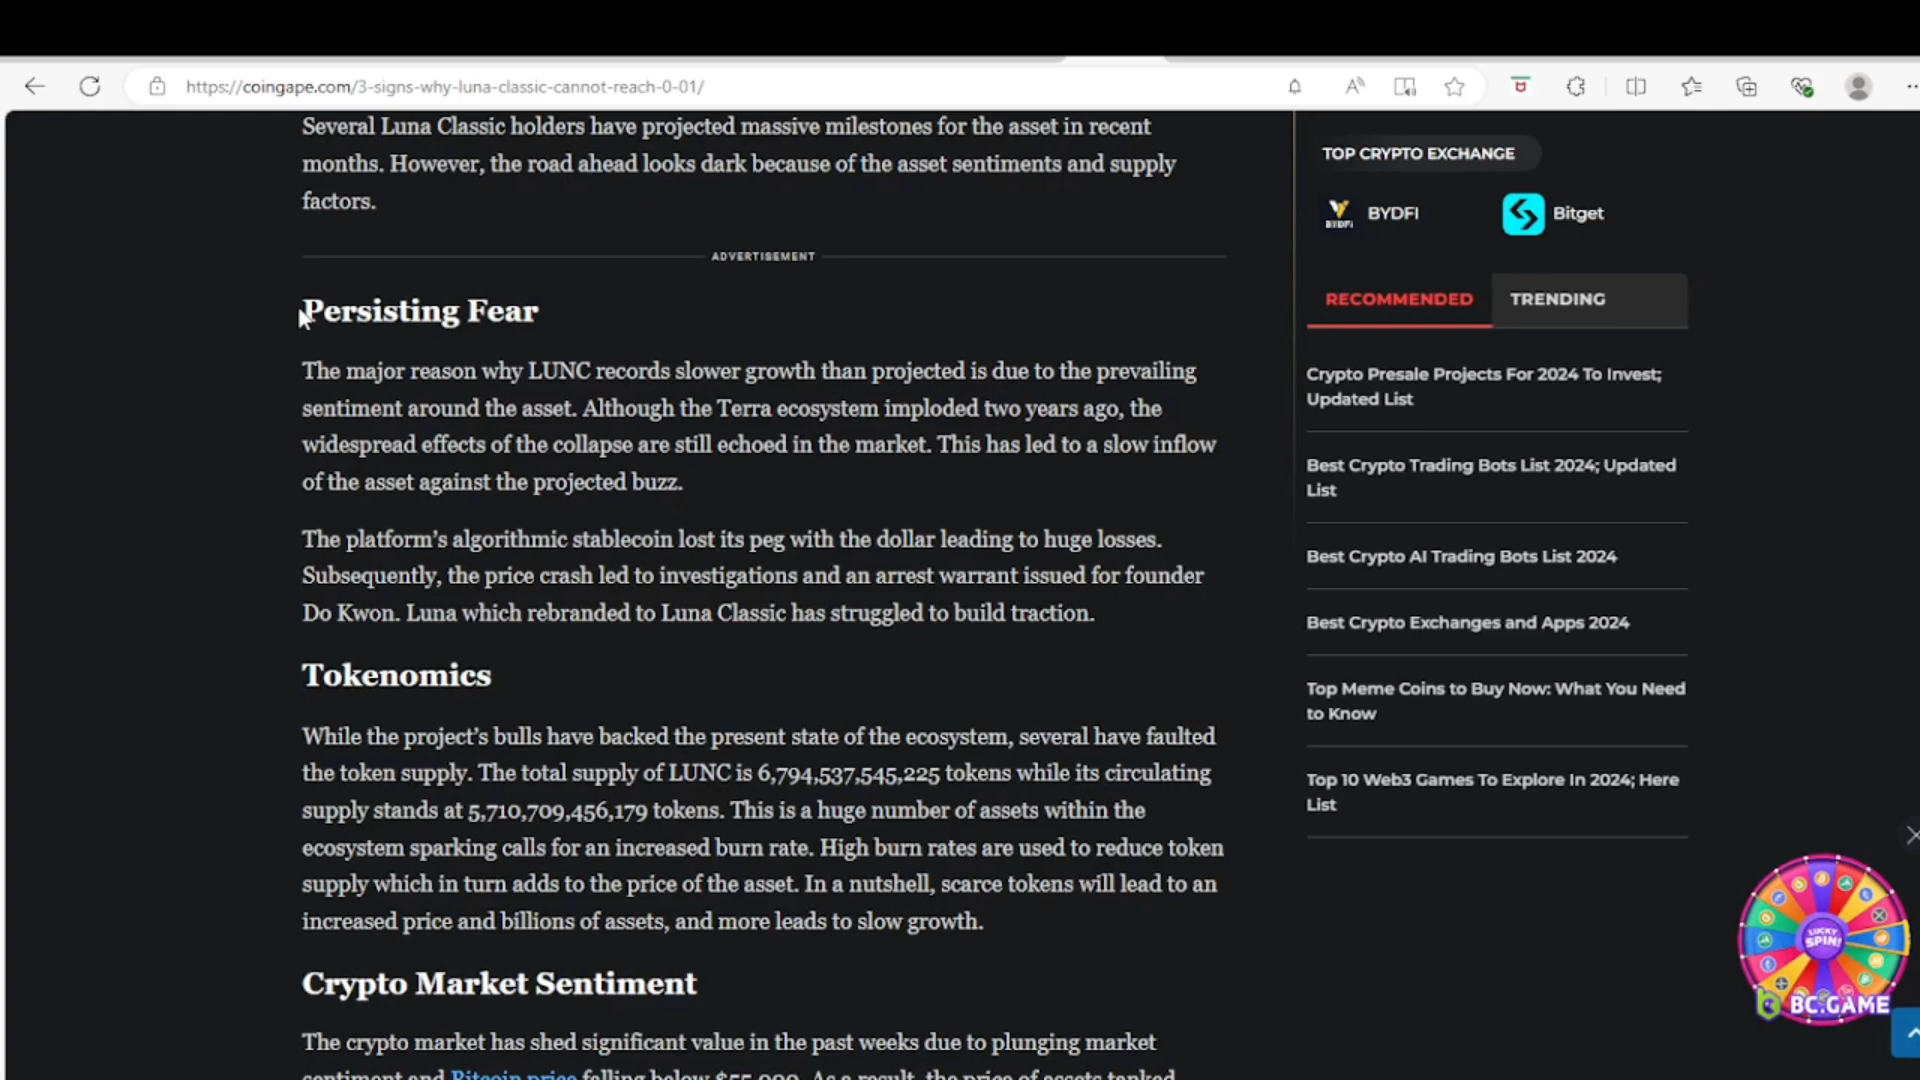 https://coingape.com/3-signs-why-luna-classic-cannot-reach-0-01/
Several Luna Classic holders have projected massive milestones for the asset in recent
months. However, the road ahead looks dark because of the asset sentiments and supply
factors.
ADVERTISEMENT
Persisting Fear
The major reason why LUNC records slower growth than projected is due to the prevailing
sentiment around the asset. Although the Terra ecosystem imploded two years ago, the
widespread effects of the collapse are still echoed in the market. This has led to a slow inflow
of the asset against the projected buzz.
The platform's algorithmic stablecoin lost its peg with the dollar leading to huge losses.
Subsequently, the price crash led to investigations and an arrest warrant issued for founder
Do Kwon. Luna which rebranded to Luna Classic has struggled to build traction.
Tokenomics
While the project's bulls have backed the present state of the ecosystem, several have faulted
the token supply. The total supply of LUNC is 6,794,537,545,225 tokens while its circulating
supply stands at 5,710,709,456,179 tokens. This is a huge number of assets within the
ecosystem sparking calls for an increased burn rate. High burn rates are used to reduce token
supply which in turn adds to the price of the asset. In a nutshell, scarce tokens will lead to an
increased price and billions of assets, and more leads to slow growth.
Crypto Market Sentiment
The crypto market has shed significant value in the past weeks due to plunging market
sentiment and Bitcoin price falling below $55,000. As a result, the price of assets tanked
TOP CRYPTO EXCHANGE
BYDFI
BYDFI
Bitget
RECOMMENDED
TRENDING
Crypto Presale Projects For 2024 To Invest;
Updated List
Best Crypto Trading Bots List 2024; Updated
List
Best Crypto AI Trading Bots List 2024
Best Crypto Exchanges and Apps 2024
Top Meme Coins to Buy Now: What You Need
to Know
Top 10 Web3 Games To Explore In 2024; Here
List
LUCKY
SPIN!
BC.GAME